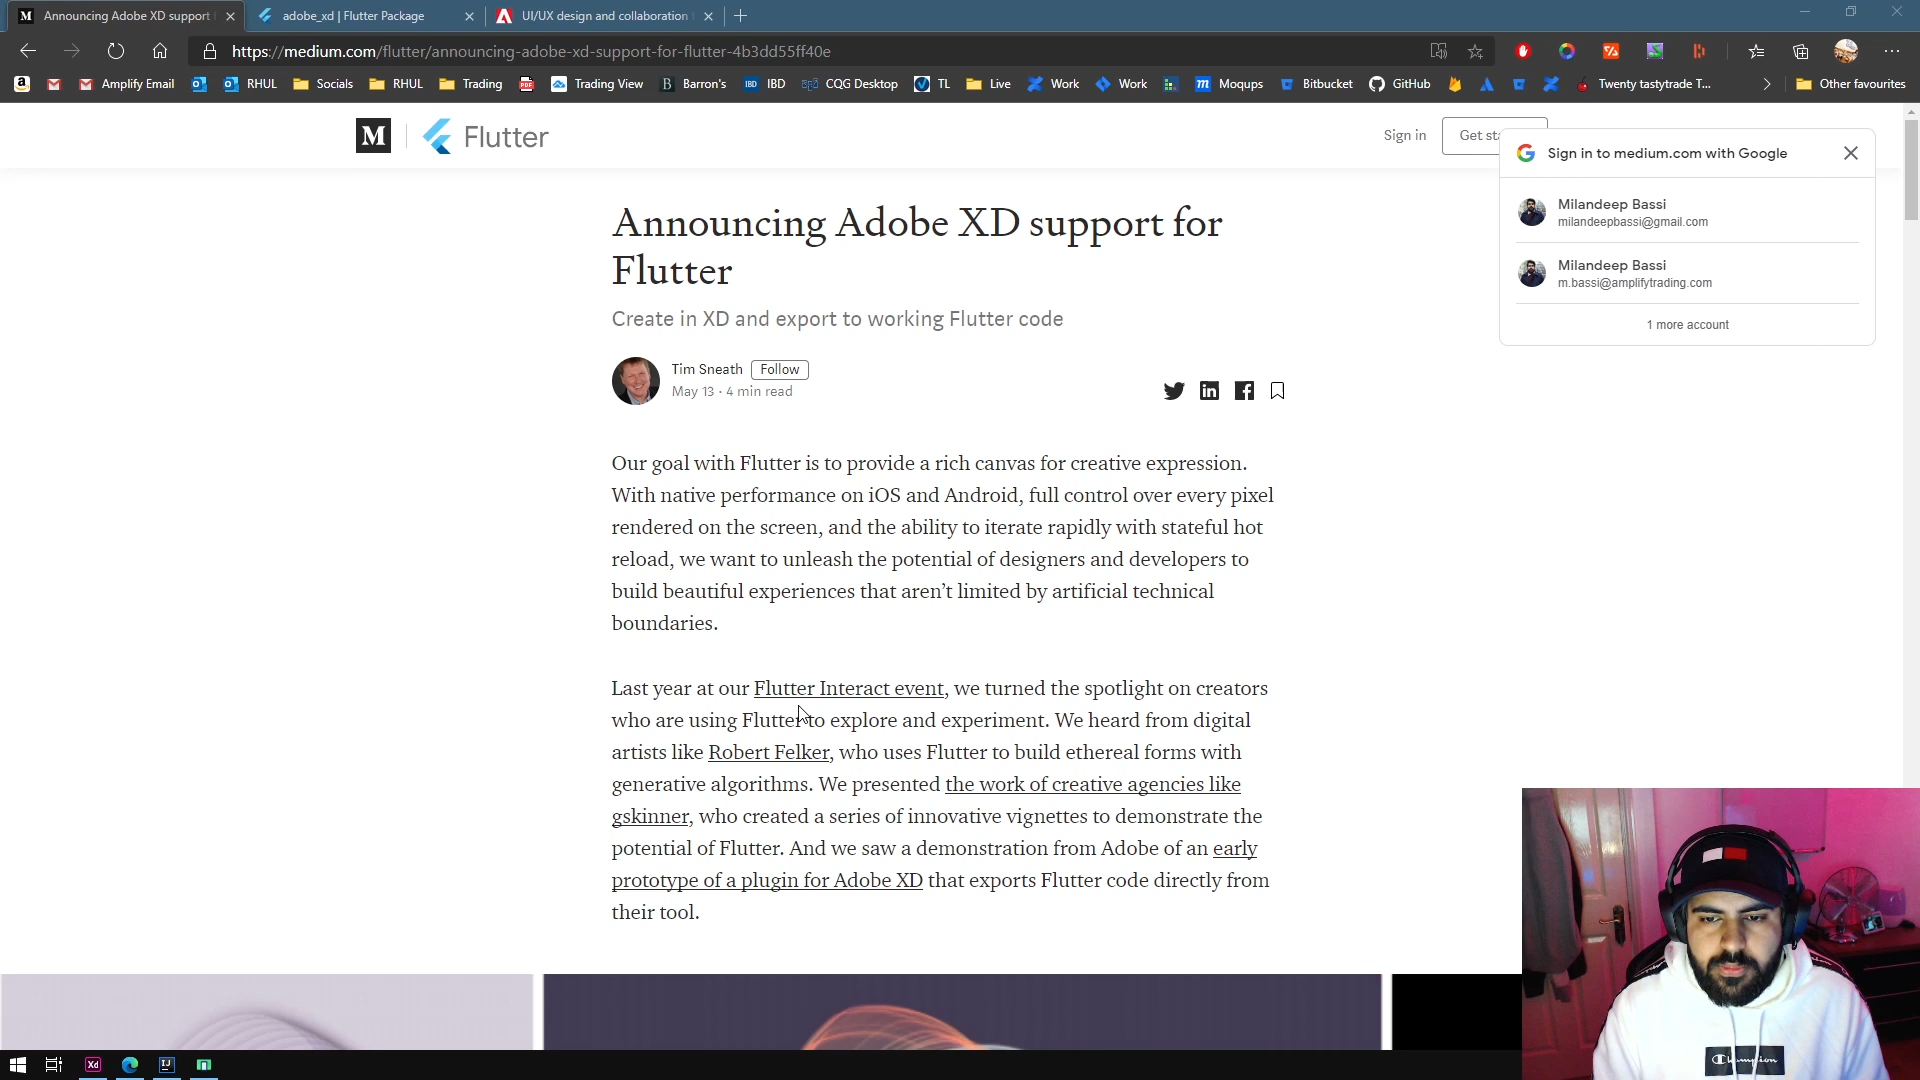 Announcing Adobe XD support f
adobe_xd | Flutter Package
UI/UX design and collaboration
https://medium.com/flutter/announcing-adobe-xd-support-for-flutter-4b3dd55ff40e
Amplify Email
RHUL
Socials
RHUL
Trading
PDF
Trading View
B
Barron's
IBD
IBD
CQG Desktop
TL
Live
Work
Work
Moqups
Bitbucket
GitHub
Twenty tastytrade T...
Other favourites
M
Flutter
Sign in
Get sta
Sign in to medium.com with Google
Milandeep Bassi
milandeepbassi@gmail.com
Milandeep Bassi
m.bassi@amplifytrading.com
1 more account
Announcing Adobe XD support for
Flutter
Create in XD and export to working Flutter code
Tim Sneath
Follow
May 13 · 4 min read
Our goal with Flutter is to provide a rich canvas for creative expression.
With native performance on iOS and Android, full control over every pixel
rendered on the screen, and the ability to iterate rapidly with stateful hot
reload, we want to unleash the potential of designers and developers to
build beautiful experiences that aren’t limited by artificial technical
boundaries.
Last year at our Flutter Interact event, we turned the spotlight on creators
who are using Flutter to explore and experiment. We heard from digital
artists like Robert Felker, who uses Flutter to build ethereal forms with
generative algorithms. We presented the work of creative agencies like
gskinner, who created a series of innovative vignettes to demonstrate the
potential of Flutter. And we saw a demonstration from Adobe of an early
prototype of a plugin for Adobe XD that exports Flutter code directly from
their tool.
Champion
Xd
IJ